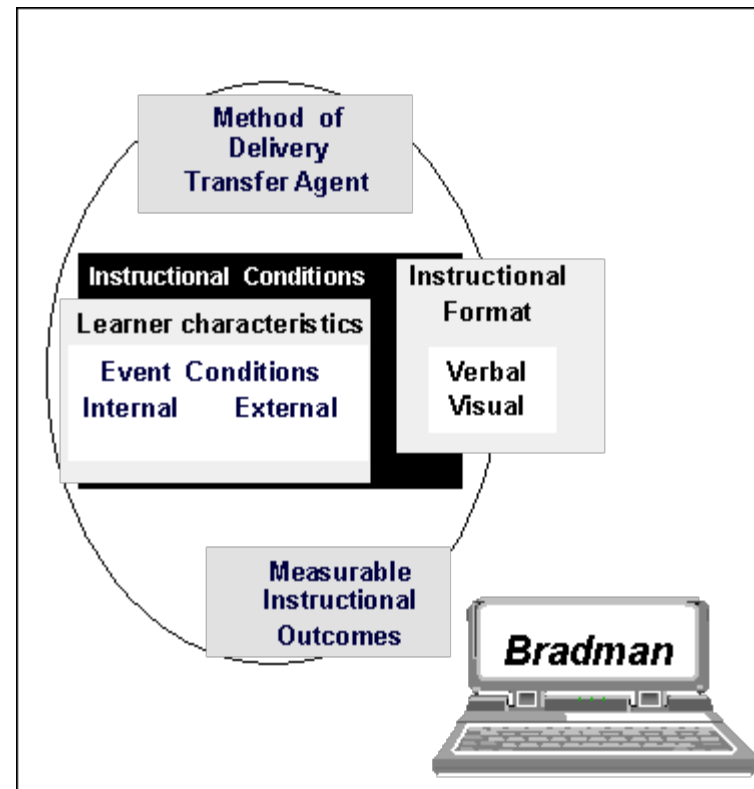 Method of
Delivery
Transfer Agent
Instructional Conditions
Learner characteristics
Event Conditions
Internal External
Instructional
Format
Verbal
Visual
Measurable
Instructional
Outcomes
Bradman